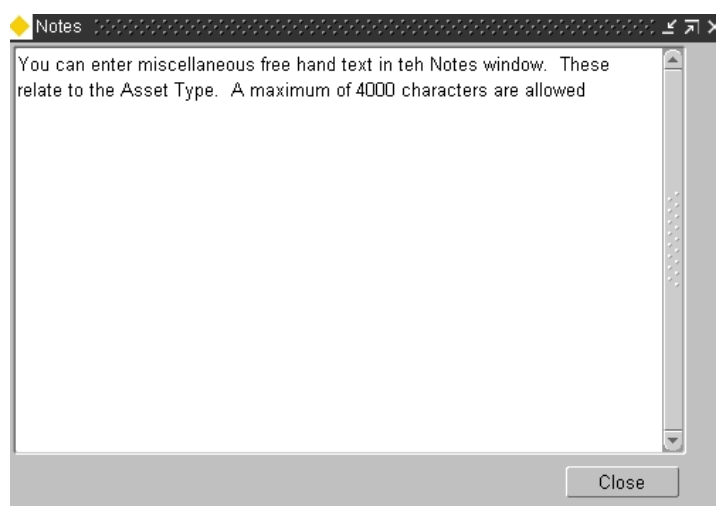 Notes
You can enter miscellaneous free hand text in teh Notes window.  These
relate to the Asset Type.  A maximum of 4000 characters are allowed
Close